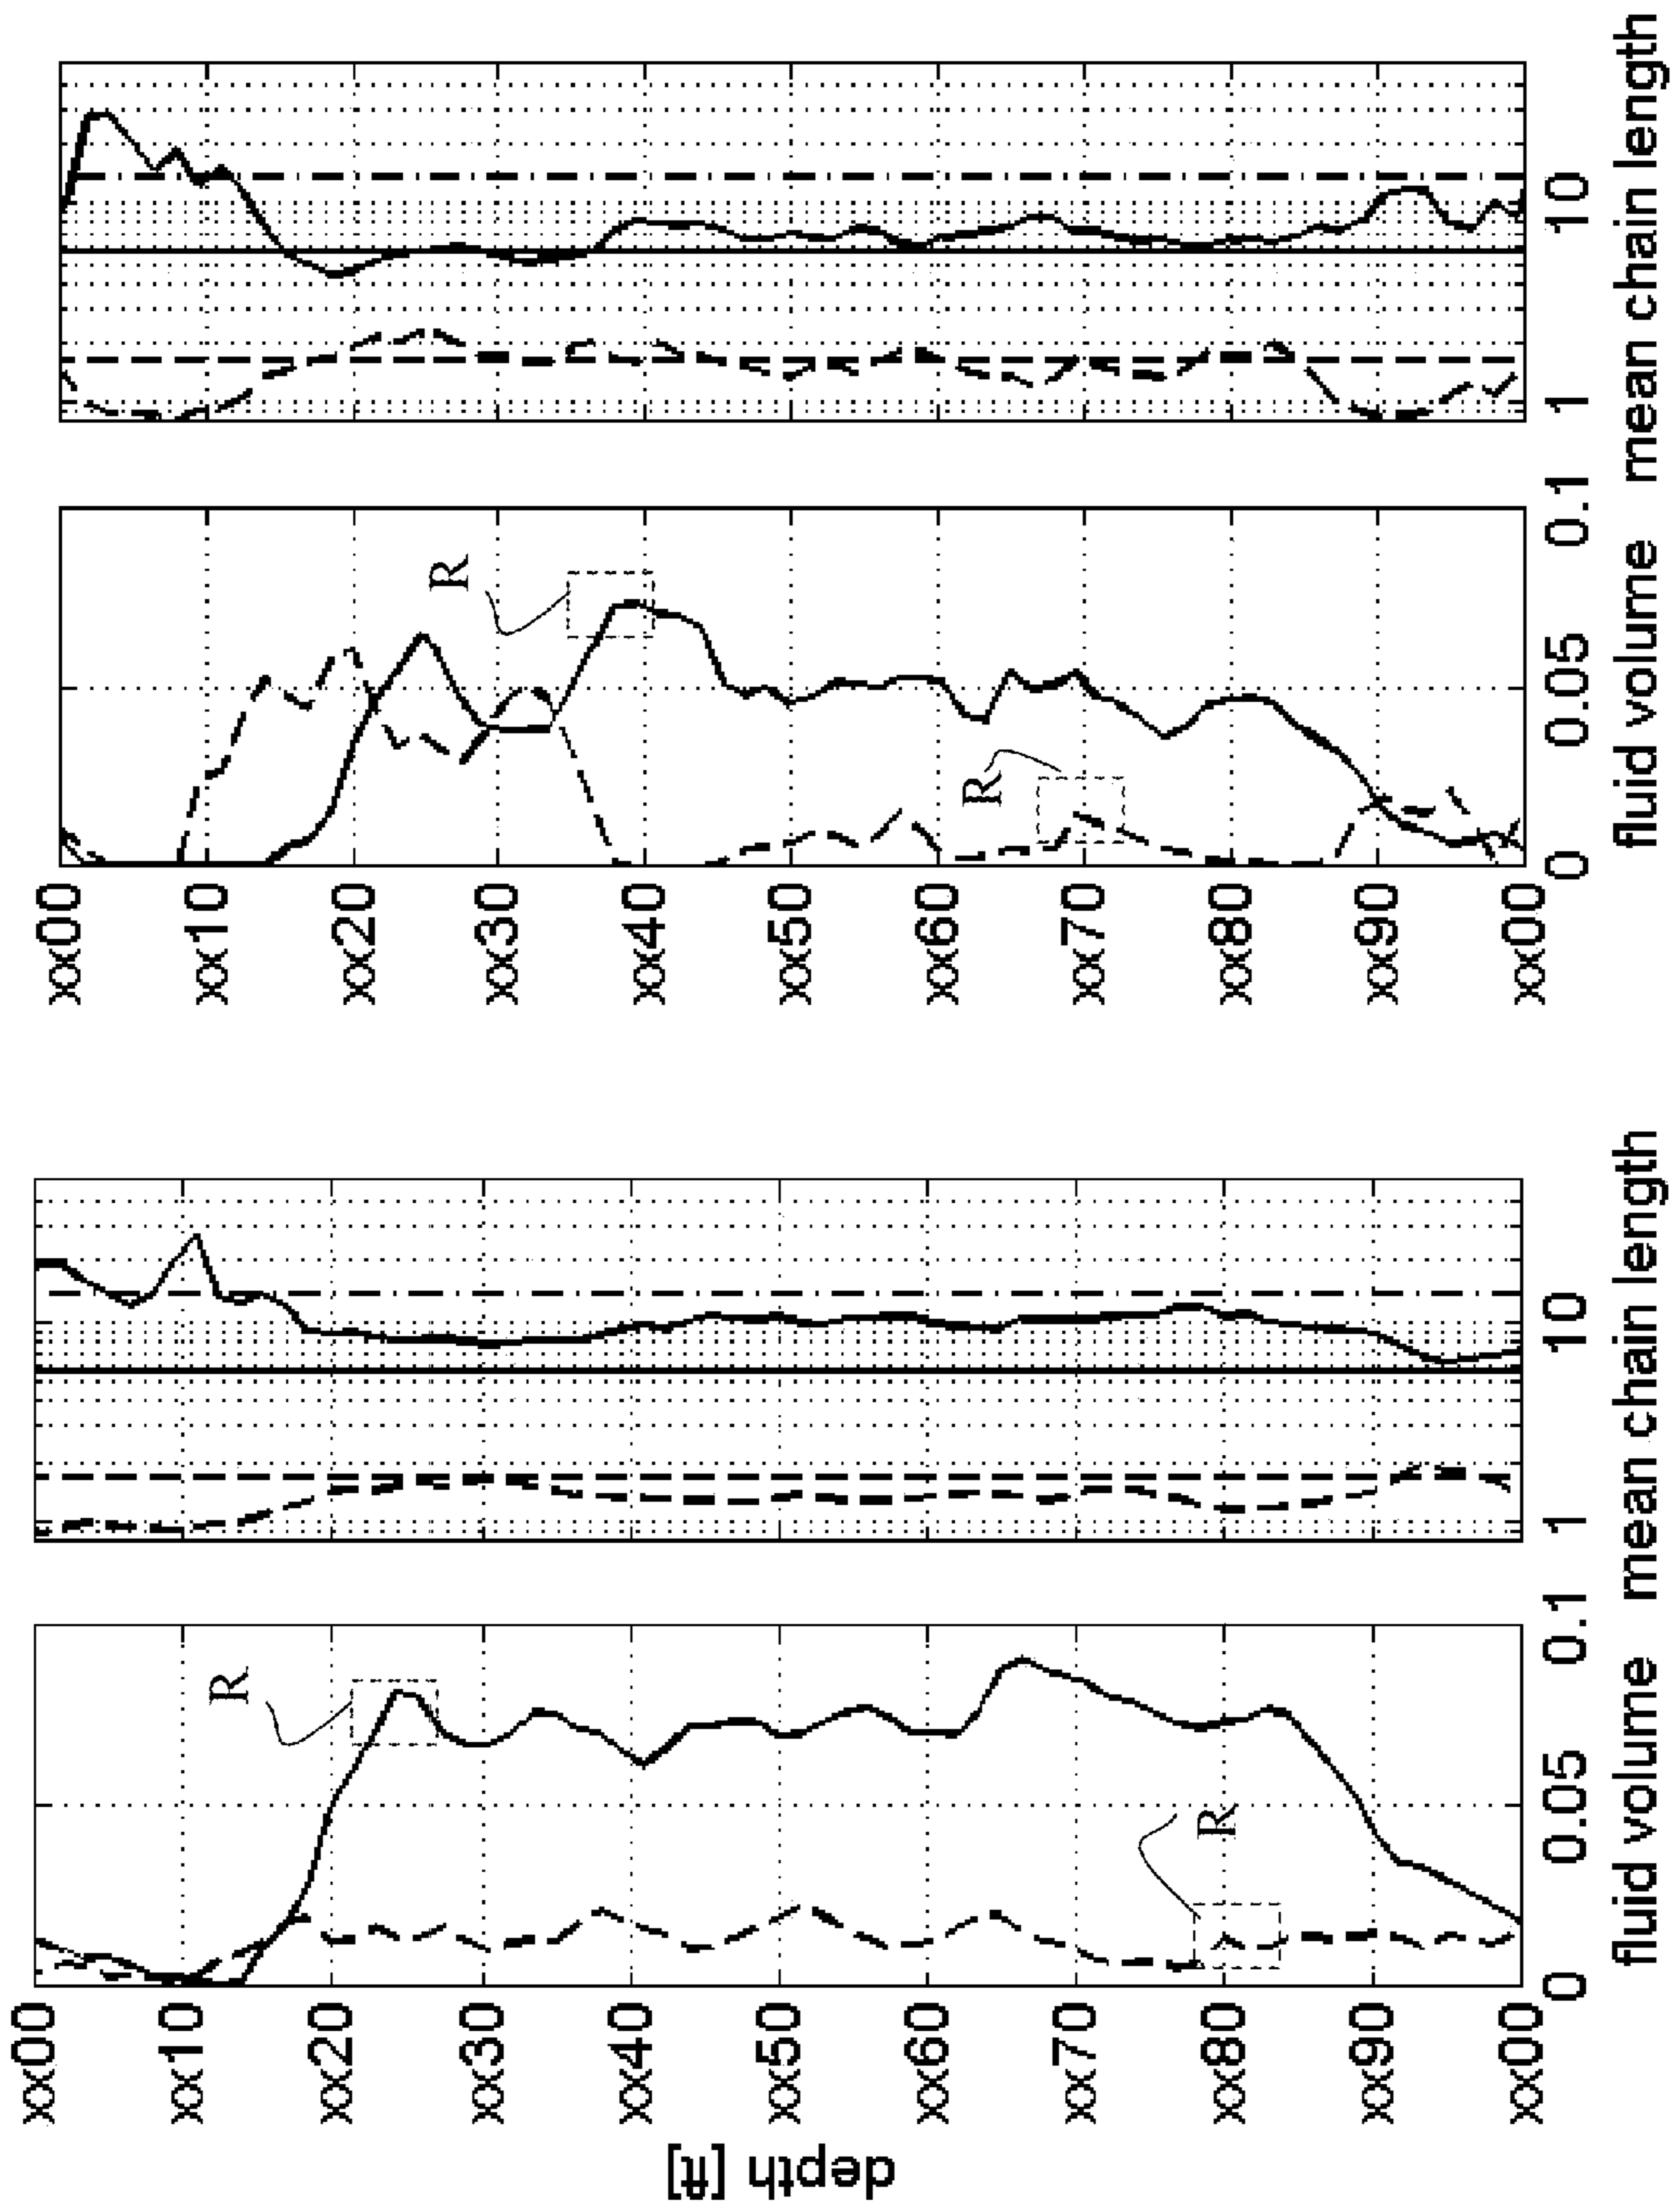 depth [ft]
xx00
xx10
xx20
xx30
xx40
xx50
xx60
xx70
xx80
xx90
xx00
R
R
0
0.05
0.1
fluid volume
1
10
mean chain length
xx00
xx10
xx20
xx30
xx40
xx50
xx60
xx70
xx80
xx90
xx00
R
R
0
0.05
0.1
fluid volume
1
10
mean chain length